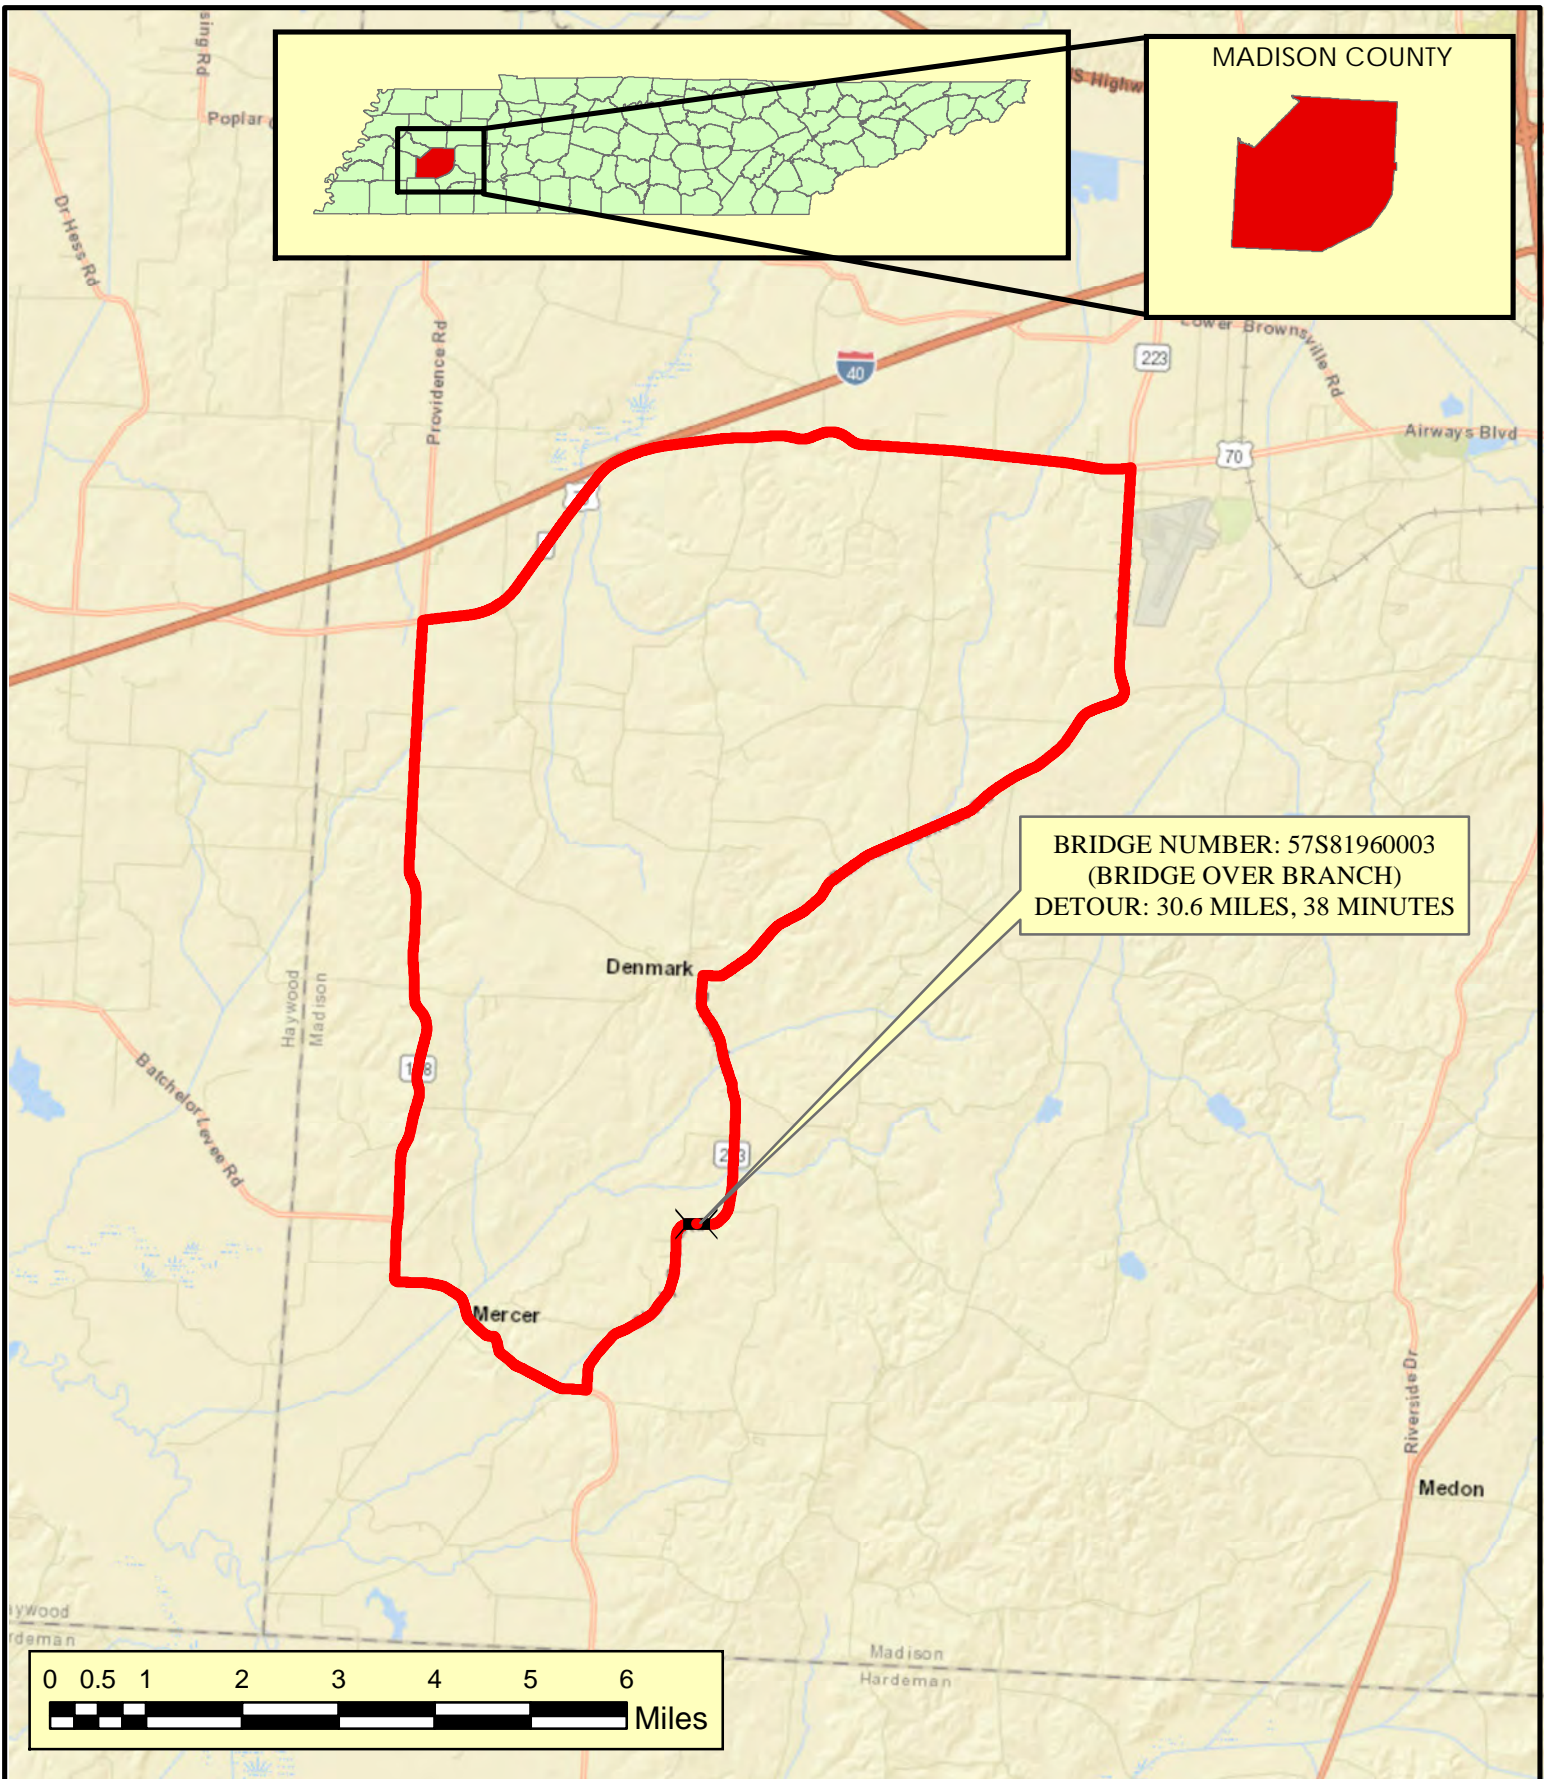 MADISON COUNTY
Poplar
Dr Hess Rd
Providence Rd
40
Lower Brownsville Rd
223
Airways Blvd
70
BRIDGE NUMBER: 57S81960003
(BRIDGE OVER BRANCH)
DETOUR: 30.6 MILES, 38 MINUTES
Denmark
Haywood
Madison
Batchelor Levee Rd
Mercer
Riverside Dr
Medon
Madison
Hardeman
0 0.5 1 2 3 4 5 6
Miles